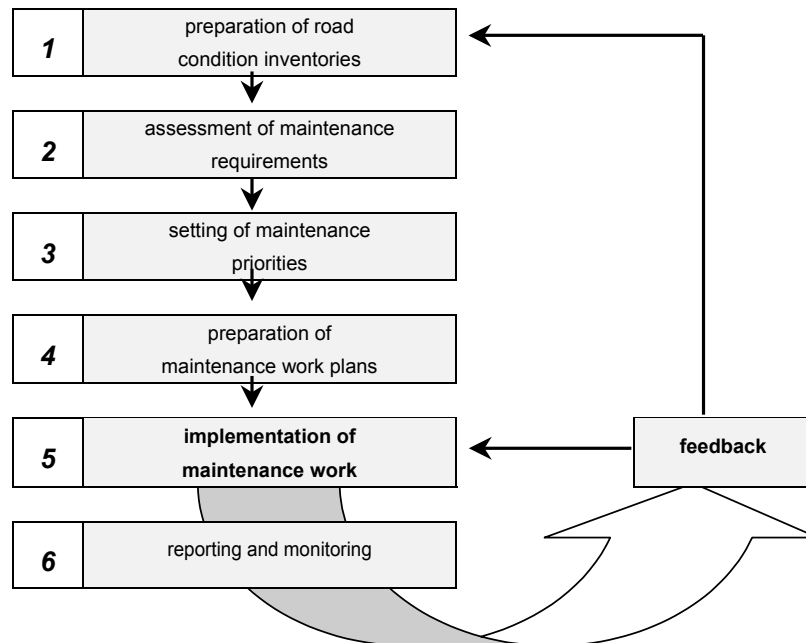 1
preparation of road
condition inventories
2
assessment of maintenance
requirements
3
setting of maintenance
priorities
4
preparation of
maintenance work plans
5
implementation of
maintenance work
feedback
6
reporting and monitoring